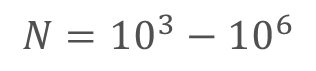 N = 10³ − 10⁶